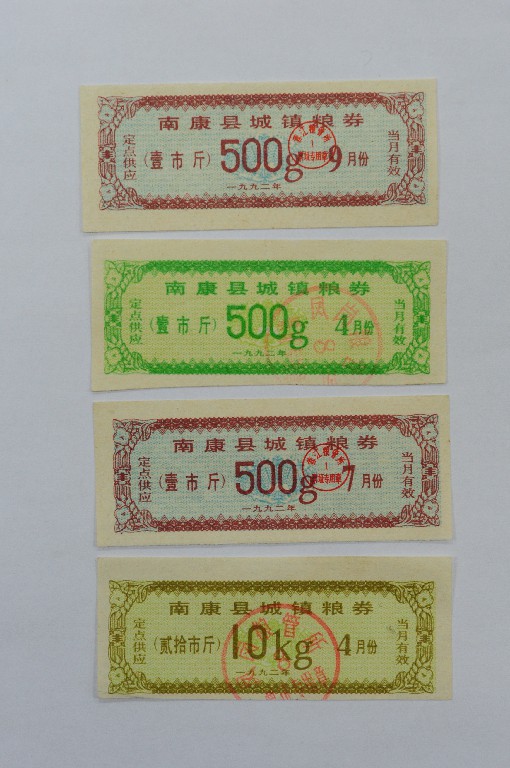 南康县城镇粮券
定点供应
(壹市斤) 500g 9月份
当月有效
一九九二年
南康县城镇粮券
定点供应
(壹市斤) 500g 4月份
当月有效
一九九二年
南康县城镇粮券
定点供应
(壹市斤) 500g 7月份
当月有效
一九九二年
南康县城镇粮券
定点供应
(贰拾市斤) 10kg 4月份
当月有效
一九九二年